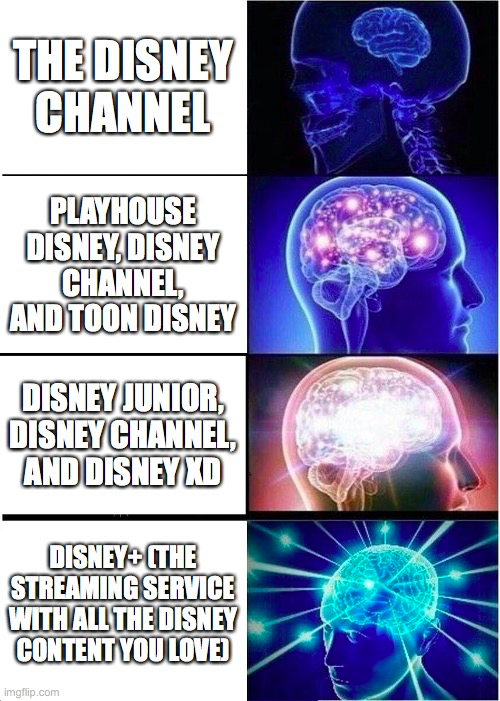 THE DISNEY
CHANNEL
PLAYHOUSE
DISNEY, DISNEY
CHANNEL,
AND TOON DISNEY
DISNEY JUNIOR,
DISNEY CHANNEL,
AND DISNEY XD
DISNEY+ (THE
STREAMING SERVICE
WITH ALL THE DISNEY
CONTENT YOU LOVE)
imgflip.com